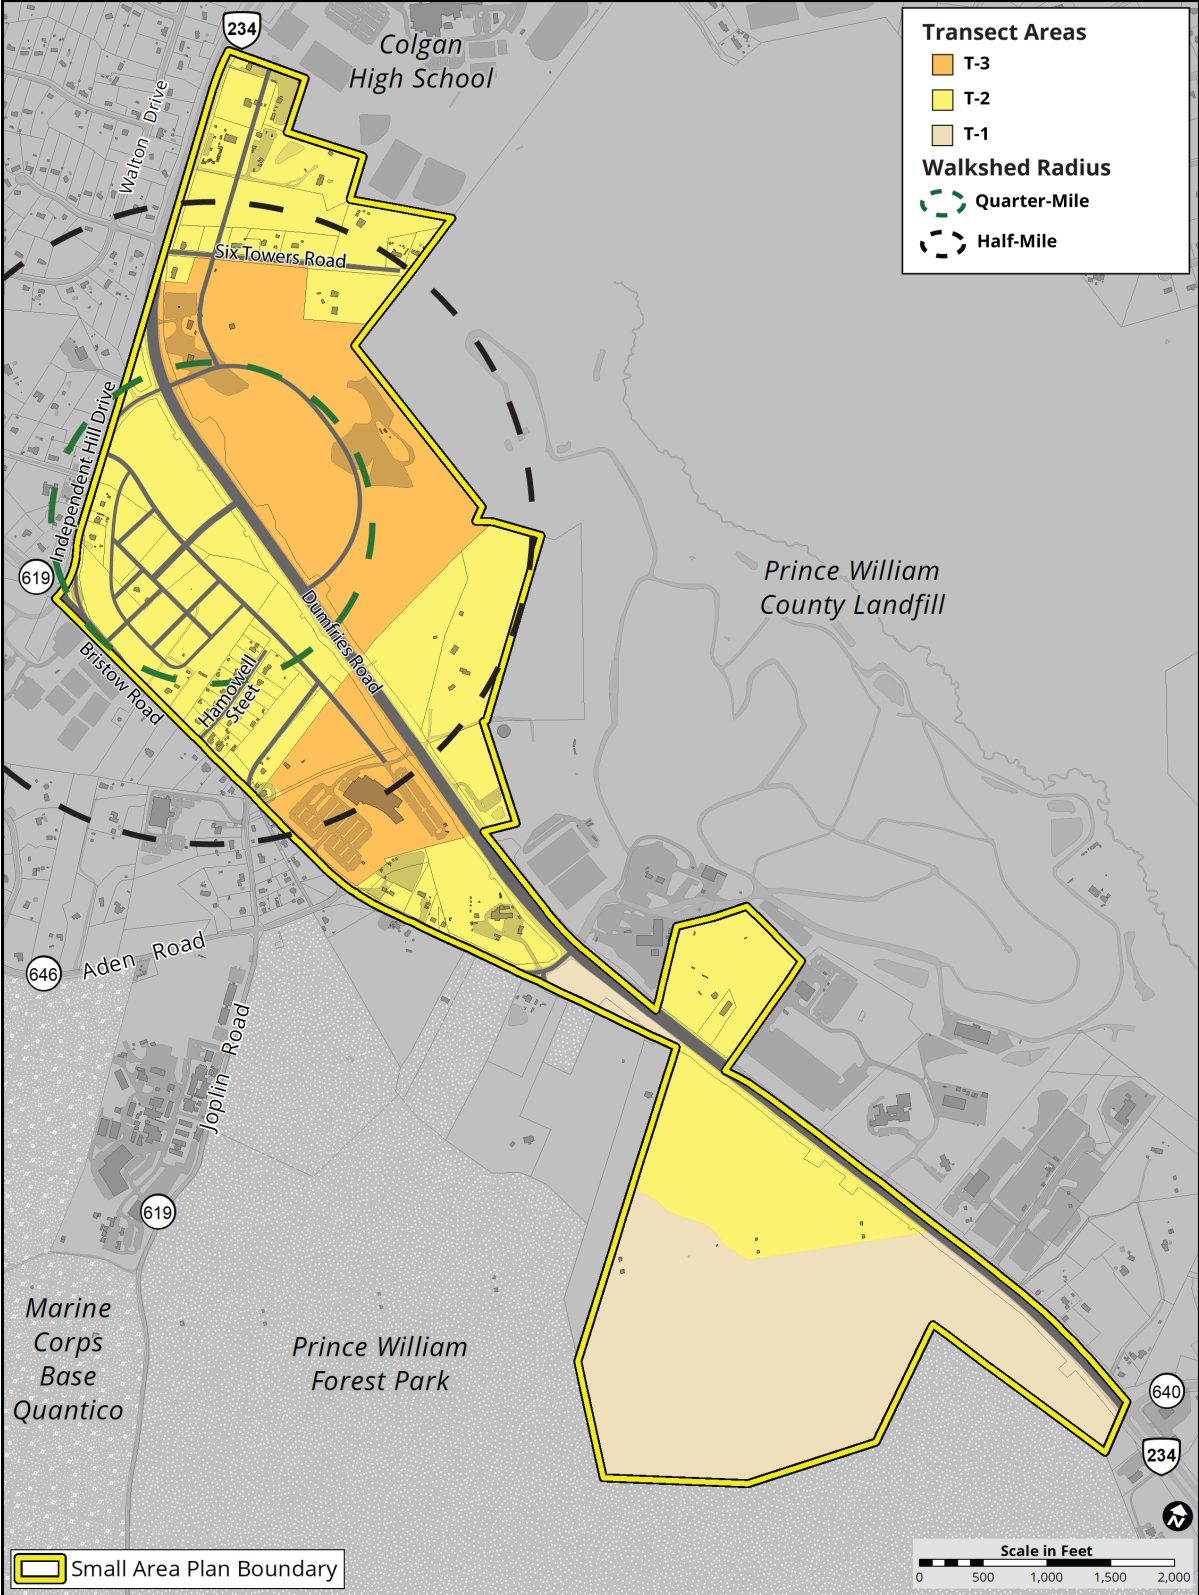 234
Colgan
High School
Transect Areas
T-3
T-2
T-1
Walkshed Radius
Quarter-Mile
Half-Mile
Walton Drive
Six Towers Road
Independent Hill Drive
619
Prince William
County Landfill
Dumfries Road
Bristow Road
Hamowell
Steet
646
Aden Road
Joplin Road
619
Marine
Corps
Base
Quantico
Prince William
Forest Park
640
234
N
Small Area Plan Boundary
Scale in Feet
0 500 1,000 1,500 2,000